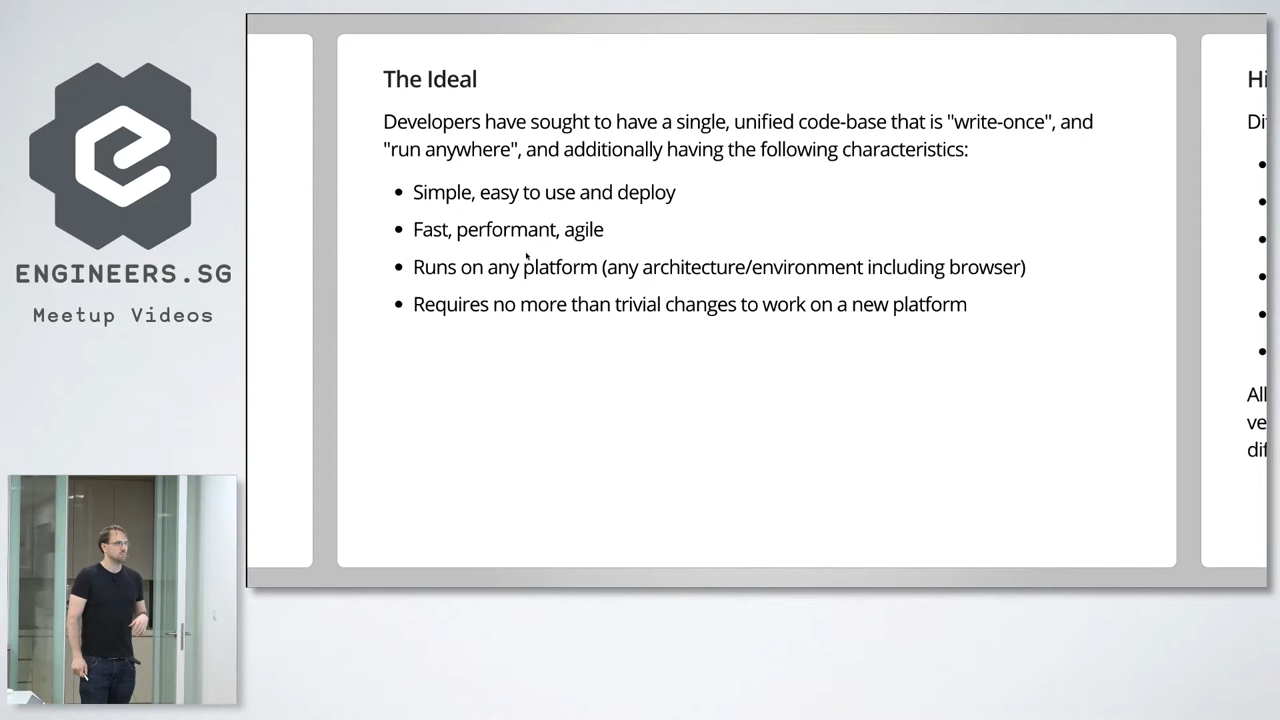 ENGINEERS.SG
Meetup Videos
The Ideal
Developers have sought to have a single, unified code-base that is "write-once", and
"run anywhere", and additionally having the following characteristics:
• Simple, easy to use and deploy
• Fast, performant, agile
• Runs on any platform (any architecture/environment including browser)
• Requires no more than trivial changes to work on a new platform